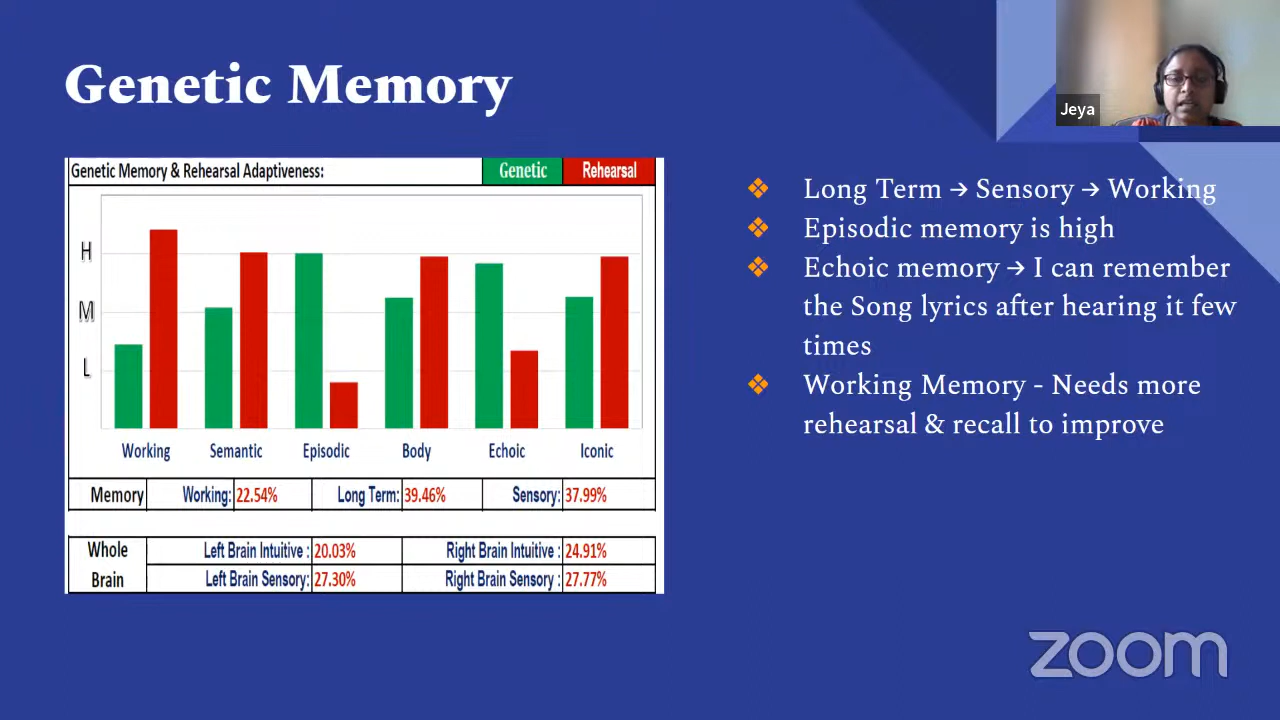 Genetic Memory
Jeya
Genetic Memory & Rehearsal Adaptiveness:
Genetic
Rehearsal
H
M
L
Working
Semantic
Episodic
Body
Echoic
Iconic
Memory
Working: 22.54%
Long Term: 39.46%
Sensory: 37.99%
Whole
Brain
Left Brain Intuitive : 20.03%
Right Brain Intuitive : 24.91%
Left Brain Sensory: 27.30%
Right Brain Sensory : 27.77%
❖ Long Term → Sensory → Working
❖ Episodic memory is high
❖ Echoic memory → I can remember
the Song lyrics after hearing it few
times
❖ Working Memory - Needs more
rehearsal & recall to improve
zoom